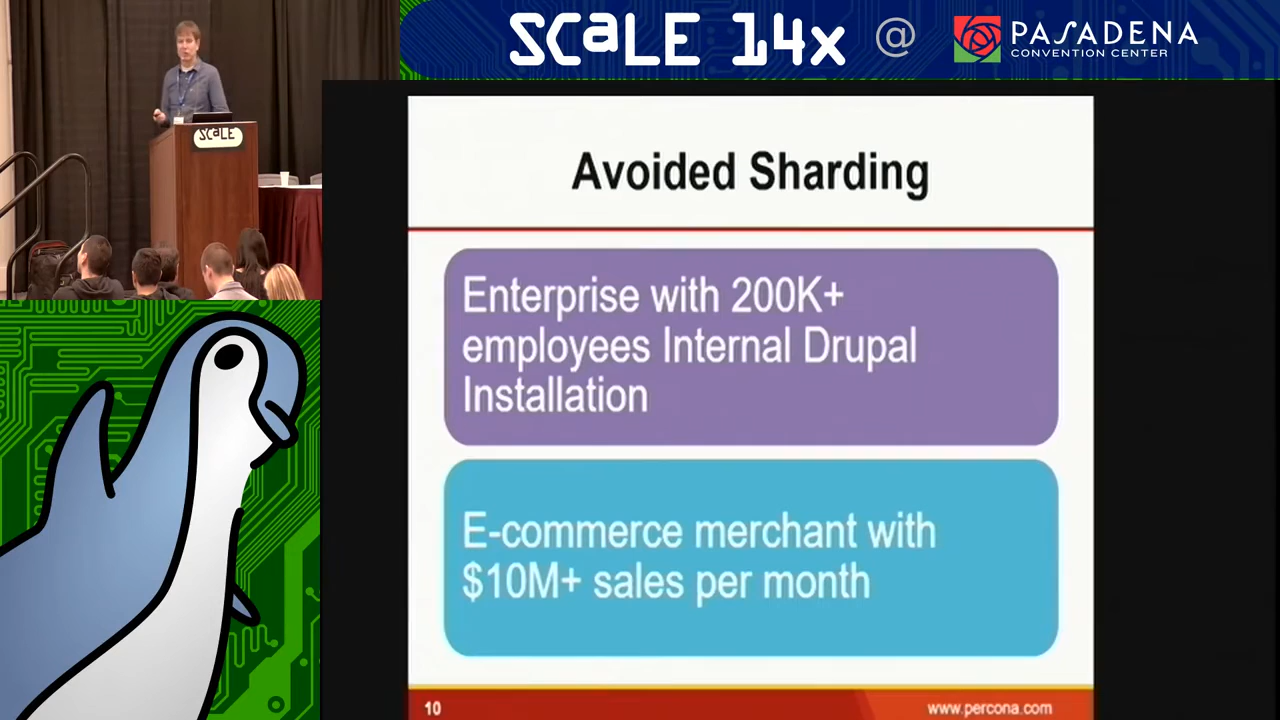 SCALE 14x @ PASADENA
CONVENTION CENTER
SCALE
Avoided Sharding
Enterprise with 200K+
employees Internal Drupal
Installation
E-commerce merchant with
$10M+ sales per month
10
www.percona.com